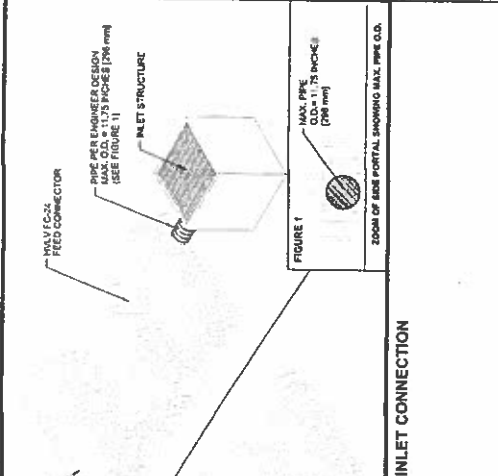 HVLV FC-24
FEED CONNECTOR
PIPE PER ENGINEER DESIGN
MAX. O.D. = 11.75 INCHES [298 mm]
(SEE FIGURE 1)
INLET STRUCTURE
FIGURE 1
MAX. PIPE
O.D. = 11.75 INCHES
[298 mm]
ZOOM OF SIDE PORTAL SHOWING MAX. PIPE O.D.
INLET CONNECTION